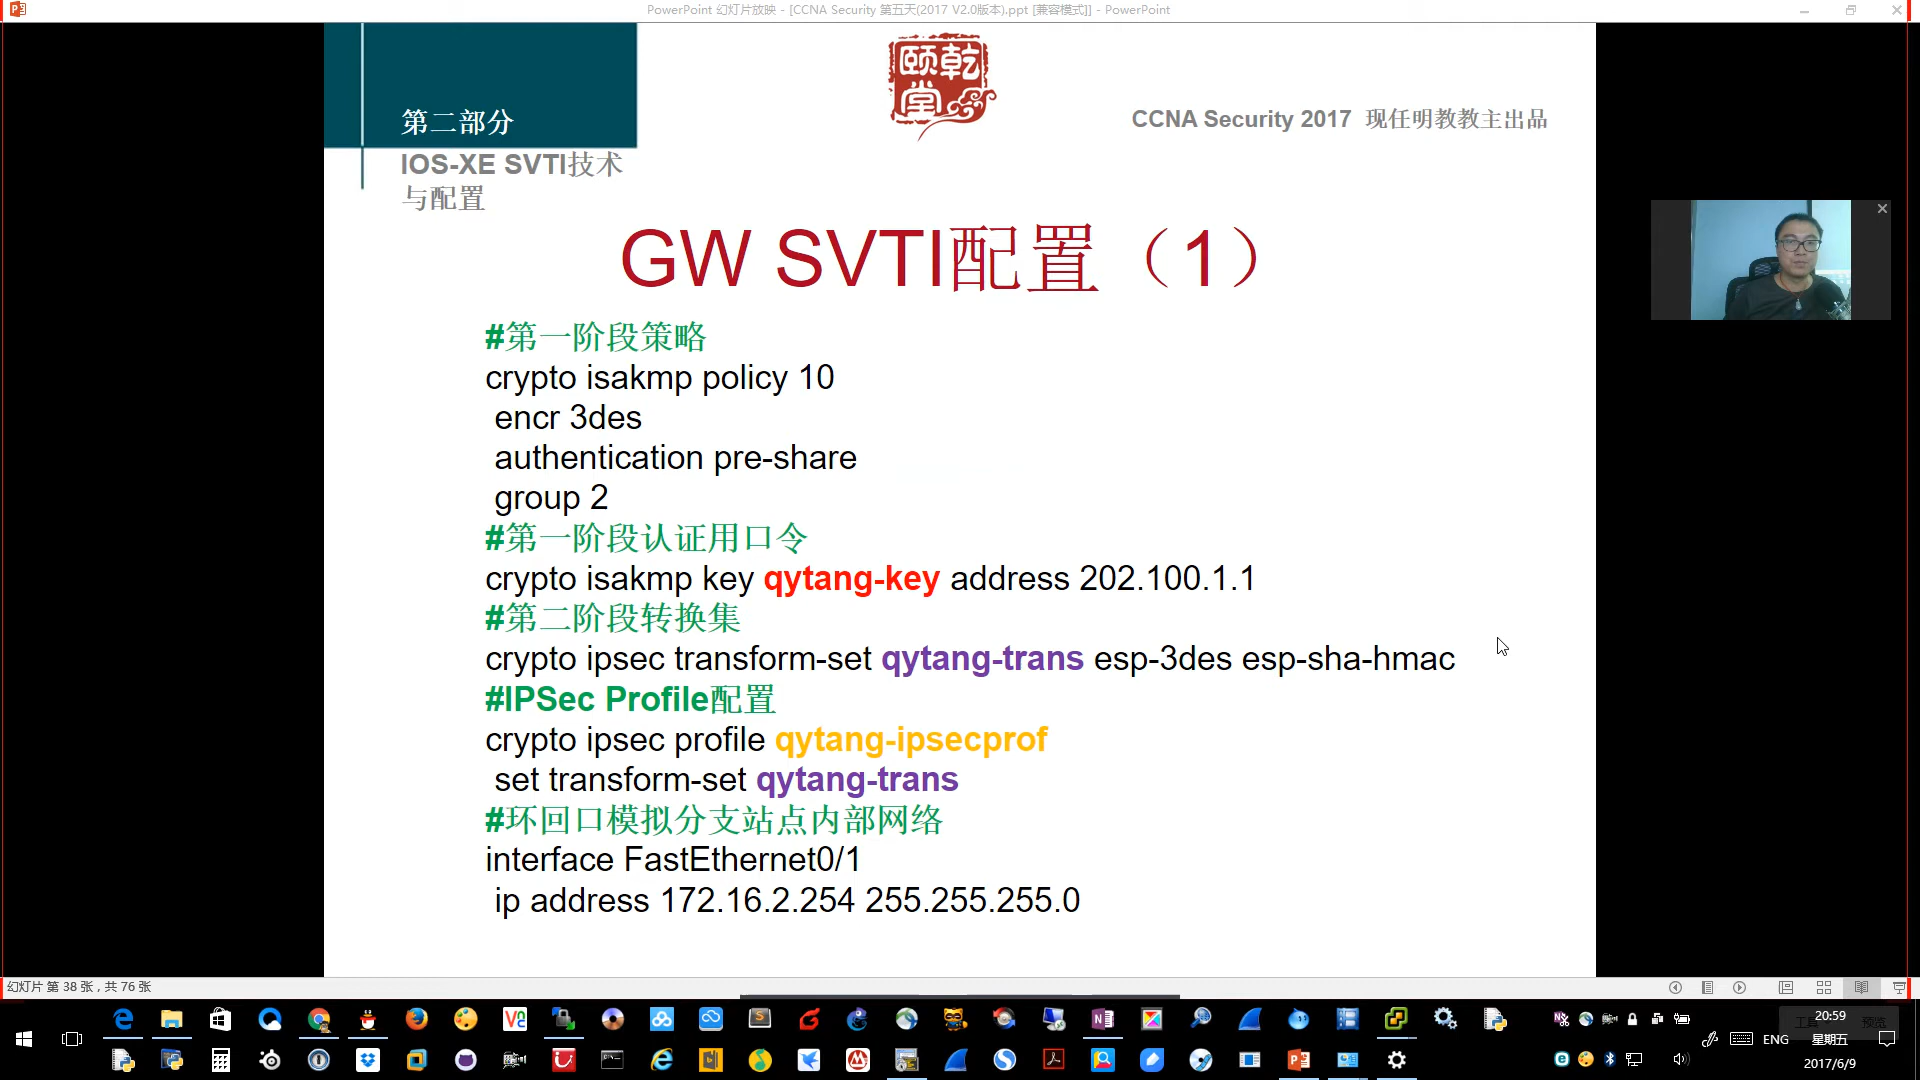 PowerPoint 幻灯片放映 - [CCNA Security 第五天(2017 V2.0版本).ppt [兼容模式]] - PowerPoint
第二部分
颐乾堂
CCNA Security 2017 现任明教教主出品
IOS-XE SVTI技术
与配置
GW SVTI配置（1）
#第一阶段策略
crypto isakmp policy 10
encr 3des
authentication pre-share
group 2
#第一阶段认证用口令
crypto isakmp key qytang-key address 202.100.1.1
#第二阶段转换集
crypto ipsec transform-set qytang-trans esp-3des esp-sha-hmac
#IPSec Profile配置
crypto ipsec profile qytang-ipsecprof
set transform-set qytang-trans
#环回口模拟分支站点内部网络
interface FastEthernet0/1
ip address 172.16.2.254 255.255.255.0
幻灯片 第 38 张，共 76 张
20:59
ENG
星期五
2017/6/9